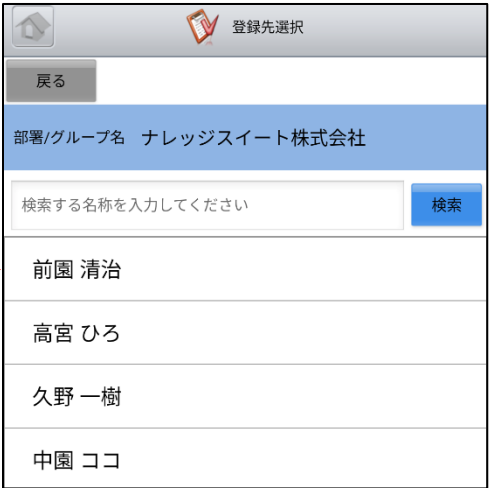 登録先選択
戻る
部署/グループ名 ナレッジスイート株式会社
検索する名称を入力してください 検索
前園 清治
高宮 ひろ
久野 一樹
中園 ココ